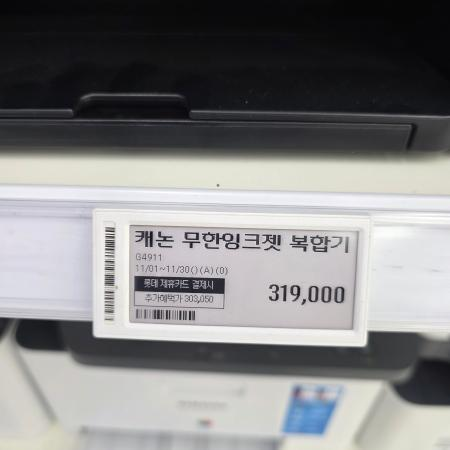 캐논 무한잉크젯 복합기
G4911
11/01~11/30()(A)(0)
롯데 제휴카드 결제시
추가혜택가 303,050
319,000